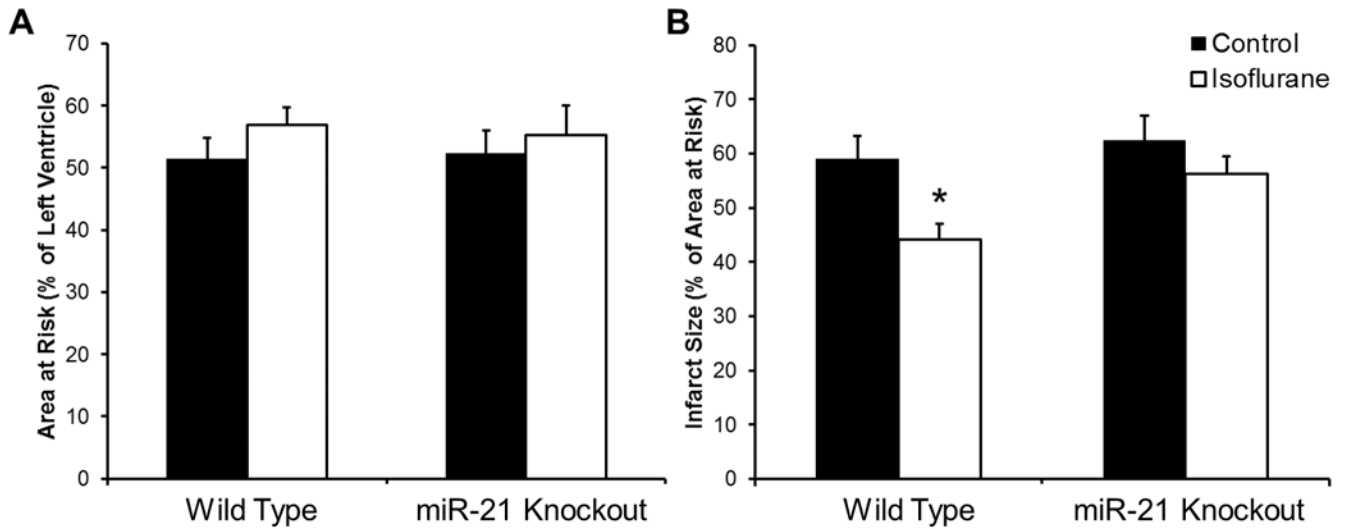 A
Area at Risk (% of Left Ventricle)
70
60
50
40
30
20
10
0
Wild Type
miR-21 Knockout
B
Infarct Size (% of Area at Risk)
80
70
60
50
40
30
20
10
0
*
Control
Isoflurane
Wild Type
miR-21 Knockout